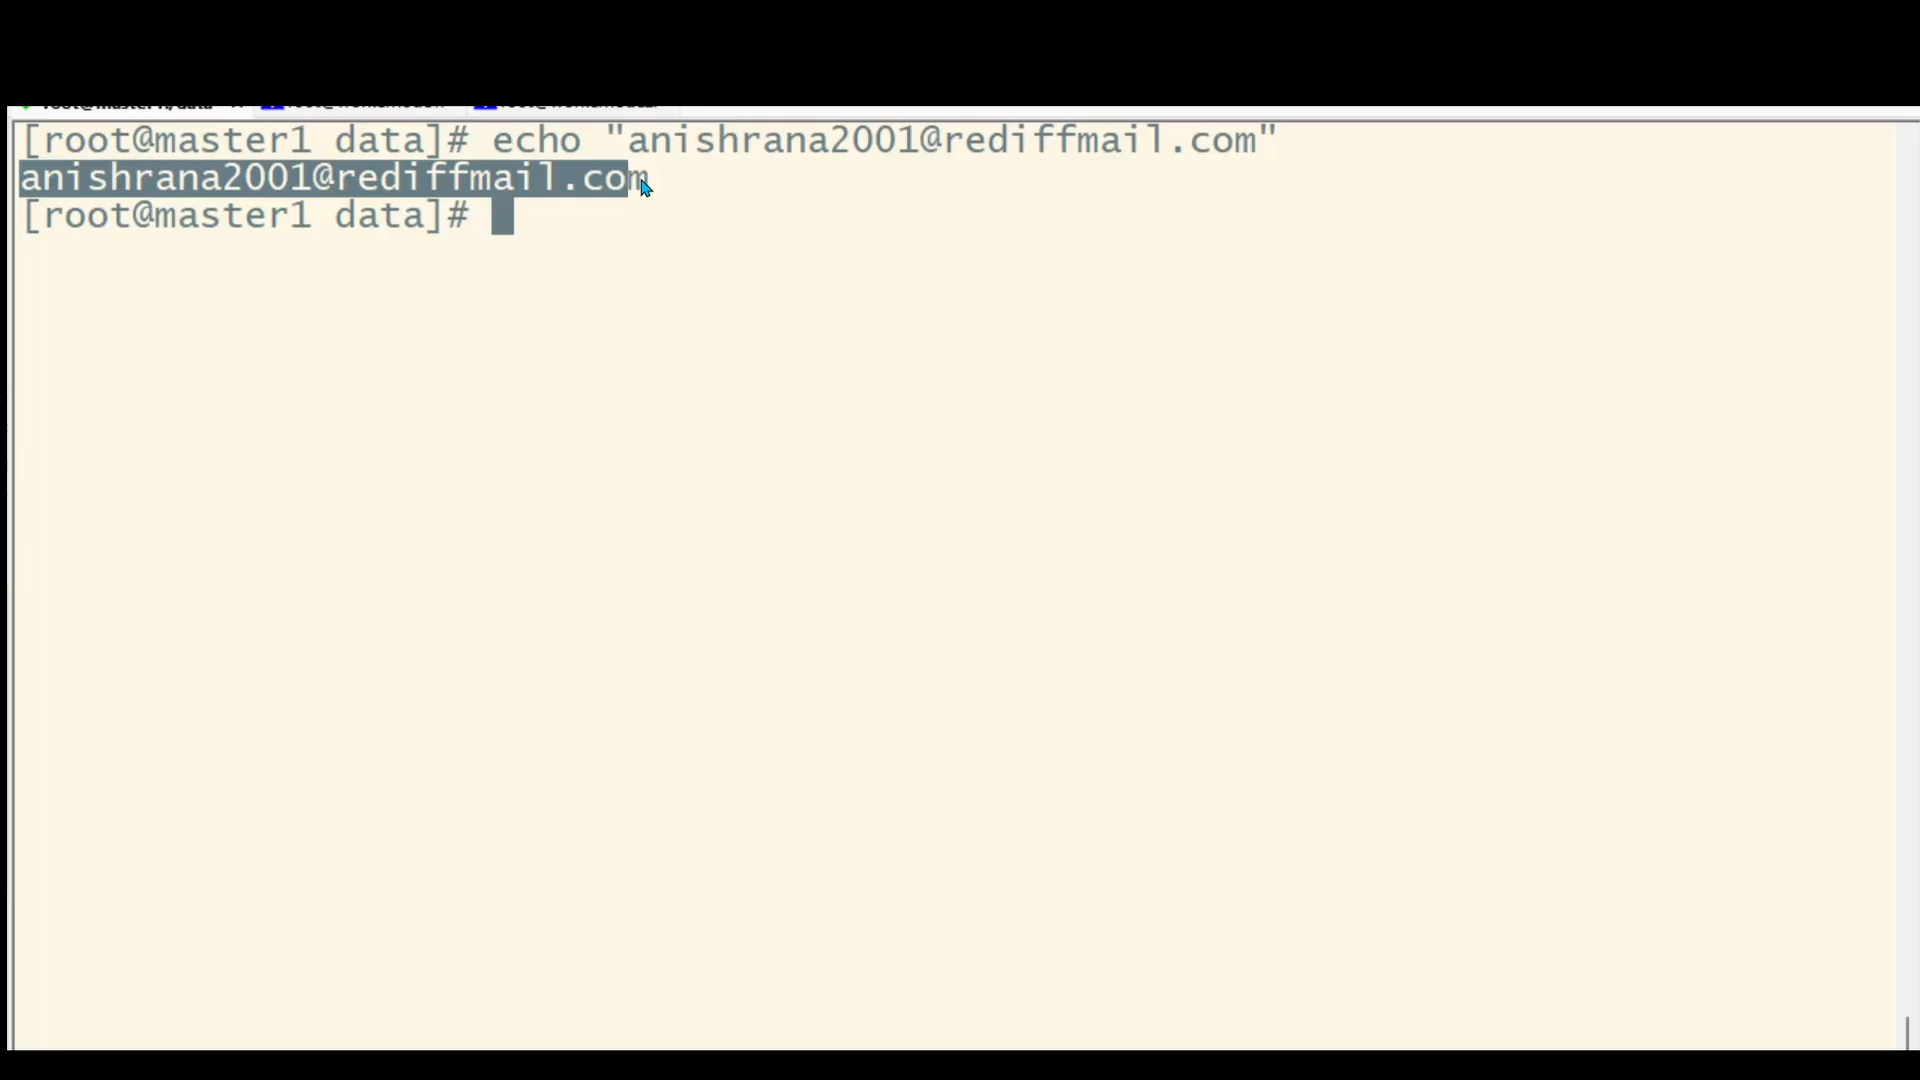 [root@master1 data]# echo "anishrana2001@rediffmail.com"
anishrana2001@rediffmail.com
[root@master1 data]#